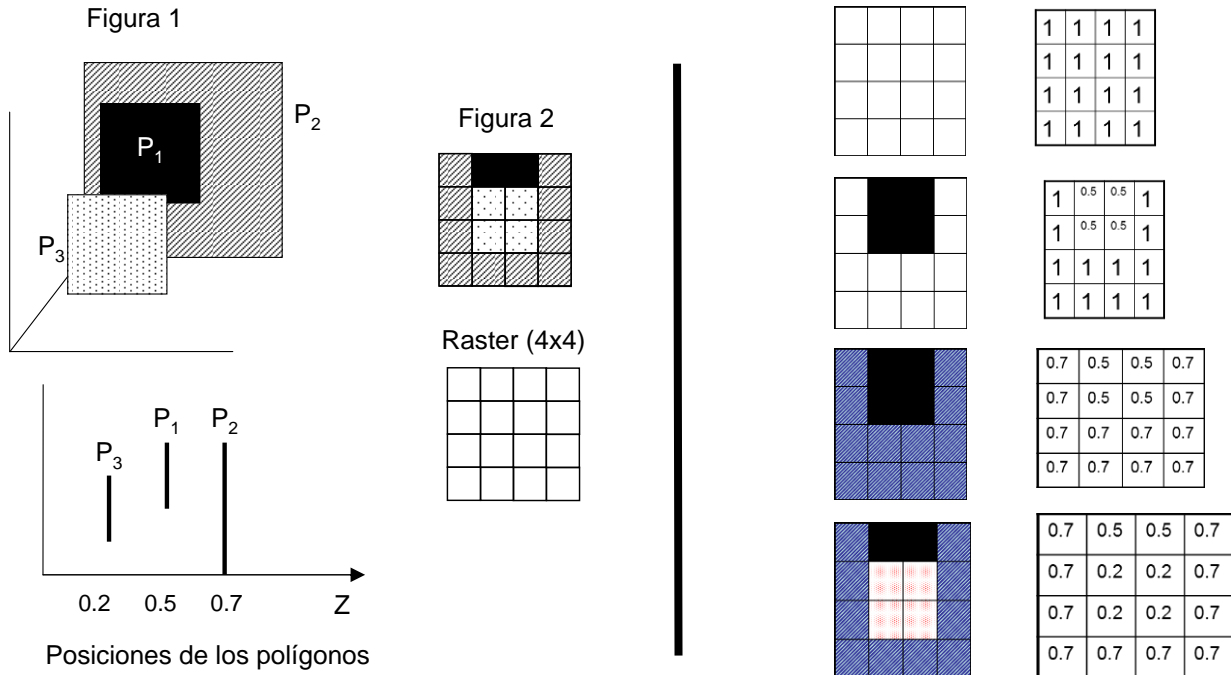 Figura 1
P2
P1
P3
Figura 2
Raster (4x4)
P3
P1
P2
0.2 0.5 0.7 Z
Posiciones de los polígonos
1 1 1 1
1 1 1 1
1 1 1 1
1 1 1 1
1 0.5 0.5 1
1 0.5 0.5 1
1 1 1 1
1 1 1 1
0.7 0.5 0.5 0.7
0.7 0.5 0.5 0.7
0.7 0.7 0.7 0.7
0.7 0.7 0.7 0.7
0.7 0.5 0.5 0.7
0.7 0.2 0.2 0.7
0.7 0.2 0.2 0.7
0.7 0.7 0.7 0.7